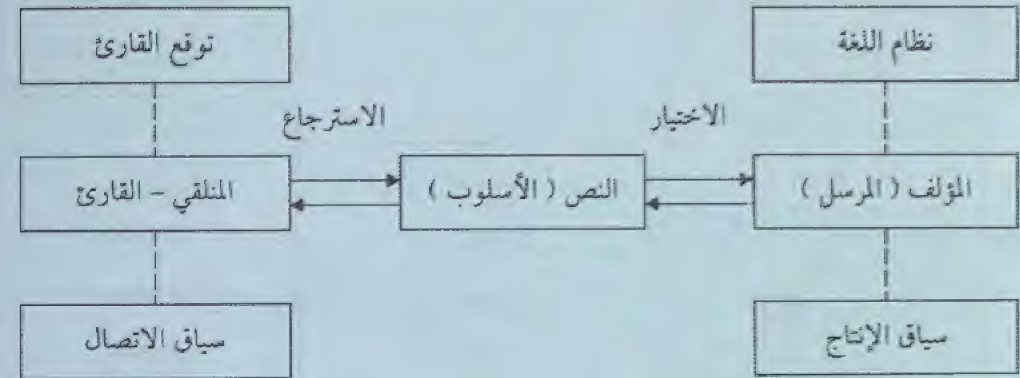 نظام اللغة
توقع القارئ
الاختيار
الاسترجاع
المؤلف ( المرسل )
النص ( الأسلوب )
المتلقي - القارئ
سياق الإنتاج
سياق الاتصال